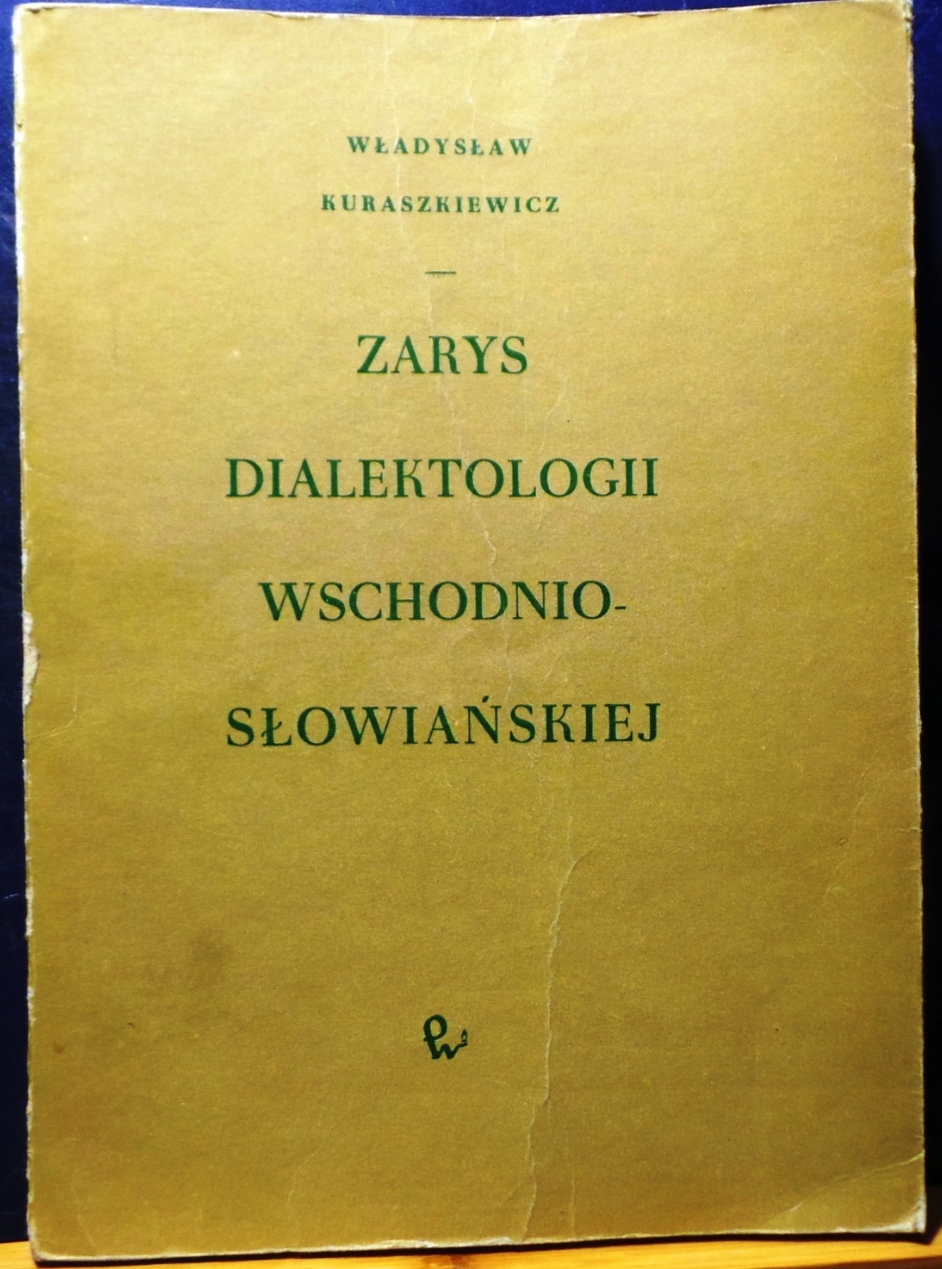 WŁADYSŁAW
KURASZKIEWICZ
ZARYS
DIALEKTOLOGII
WSCHODNIO-
SŁOWIAŃSKIEJ